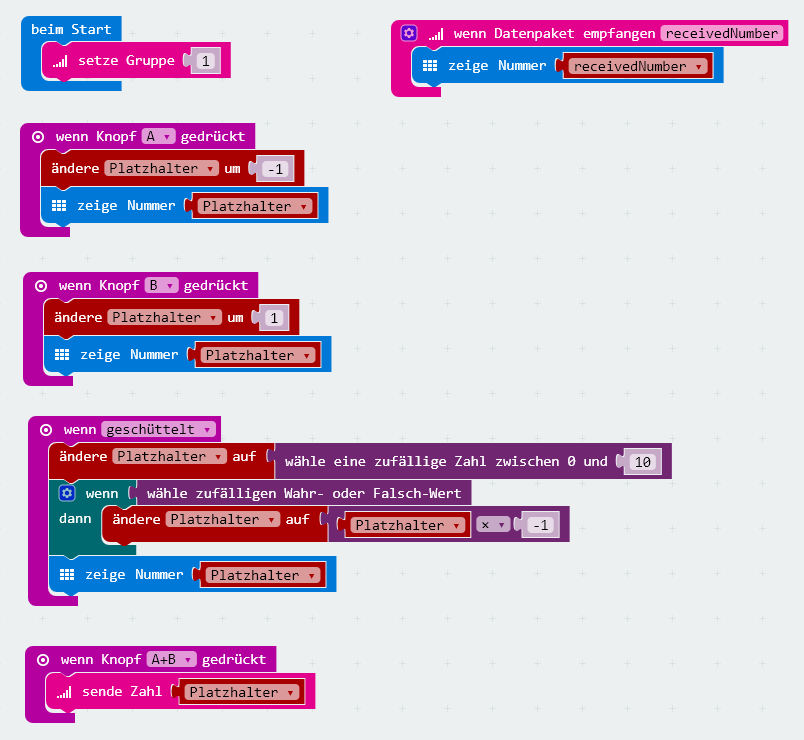 beim Start
setze Gruppe 1
wenn Datenpaket empfangen receivedNumber
zeige Nummer receivedNumber
wenn Knopf A gedrückt
ändere Platzhalter um -1
zeige Nummer Platzhalter
wenn Knopf B gedrückt
ändere Platzhalter um 1
zeige Nummer Platzhalter
wenn geschüttelt
ändere Platzhalter auf wähle eine zufällige Zahl zwischen 0 und 10
wenn wähle zufälligen Wahr- oder Falsch-Wert
dann ändere Platzhalter auf Platzhalter × -1
zeige Nummer Platzhalter
wenn Knopf A+B gedrückt
sende Zahl Platzhalter